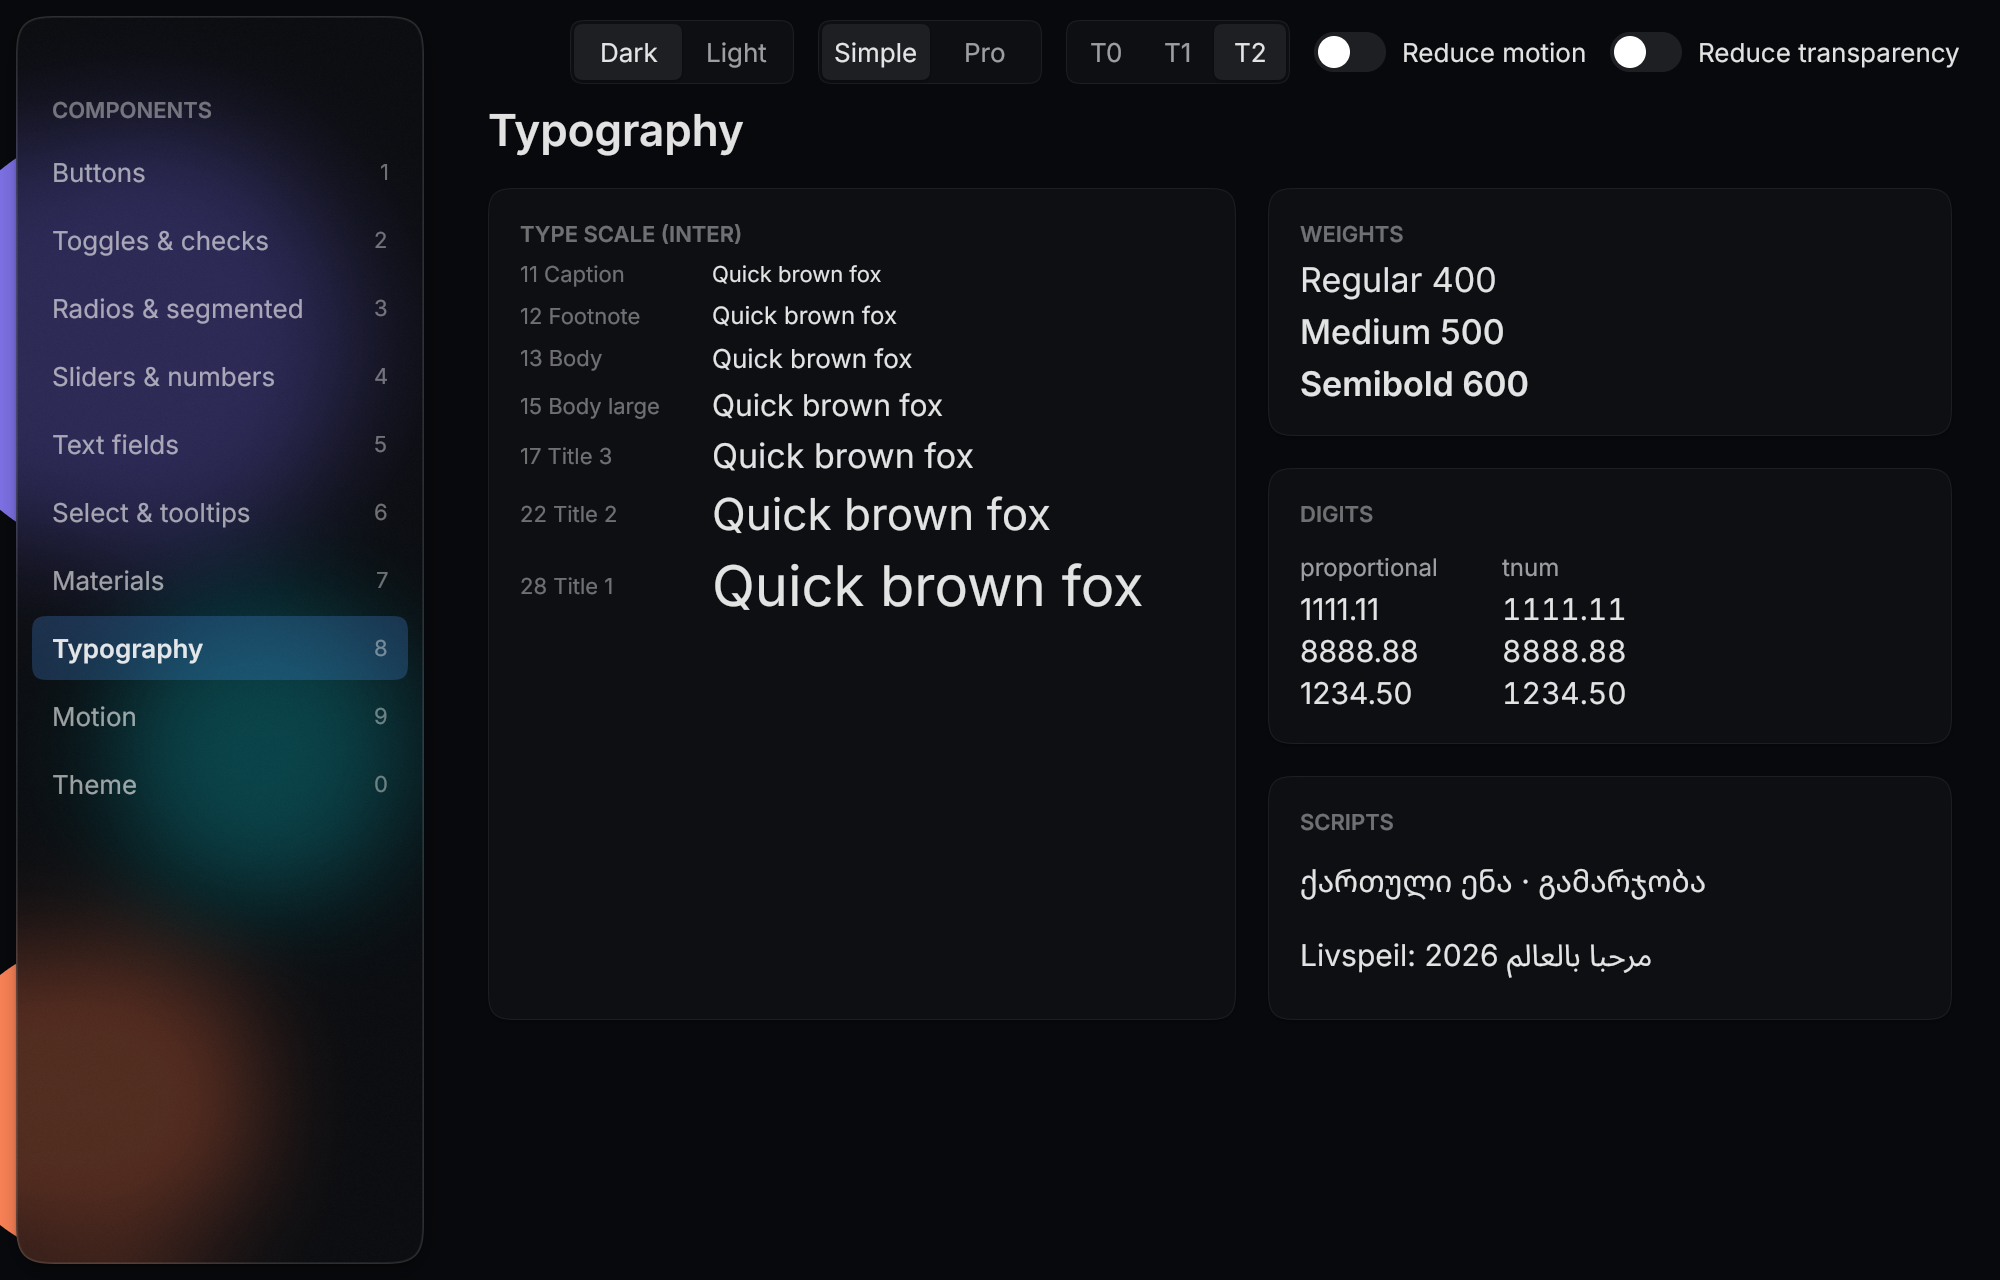 Dark Light Simple Pro T0 T1 T2 Reduce motion Reduce transparency
COMPONENTS
Buttons 1
Toggles & checks 2
Radios & segmented 3
Sliders & numbers 4
Text fields 5
Select & tooltips 6
Materials 7
Typography 8
Motion 9
Theme 0
Typography
TYPE SCALE (INTER)
11 Caption Quick brown fox
12 Footnote Quick brown fox
13 Body Quick brown fox
15 Body large Quick brown fox
17 Title 3 Quick brown fox
22 Title 2 Quick brown fox
28 Title 1 Quick brown fox
WEIGHTS
Regular 400
Medium 500
Semibold 600
DIGITS
proportional tnum
1111.11 1111.11
8888.88 8888.88
1234.50 1234.50
SCRIPTS
ქართული ენა · გამარჯობა
Livspeil: 2026 مرحبا بالعالم